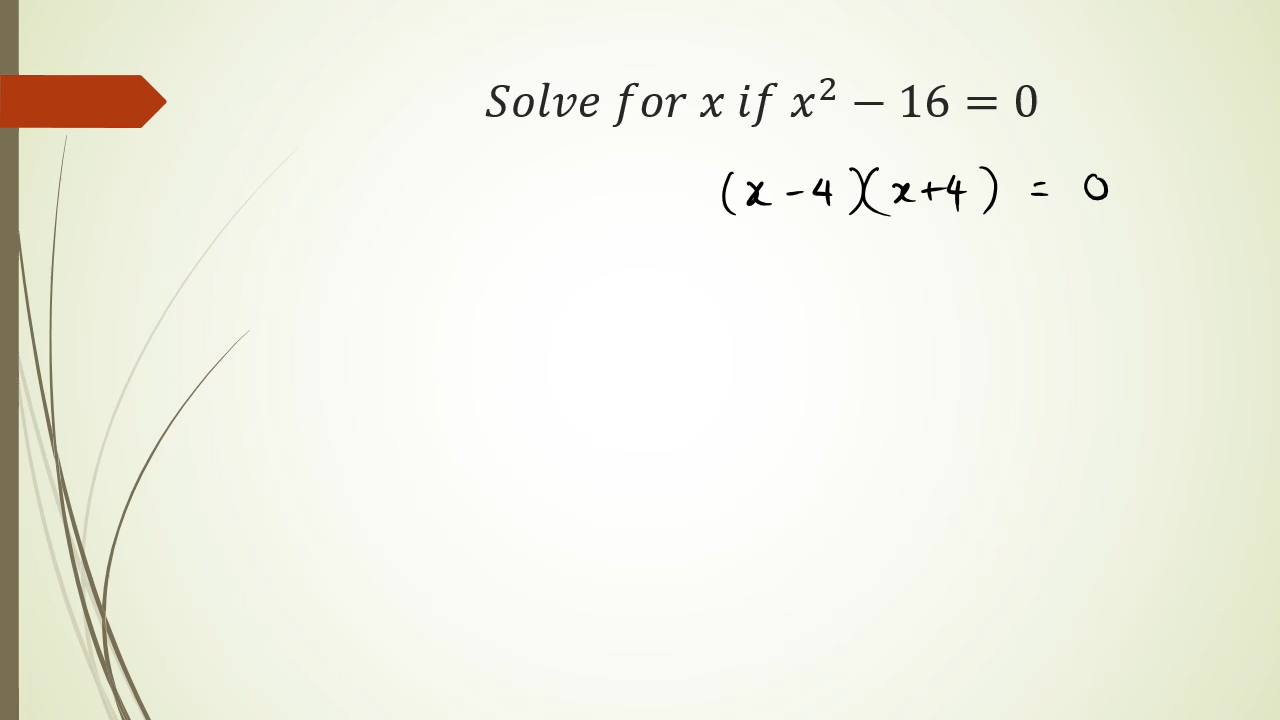 Solve for x if x² − 16 = 0
(x - 4)(x+4) = 0